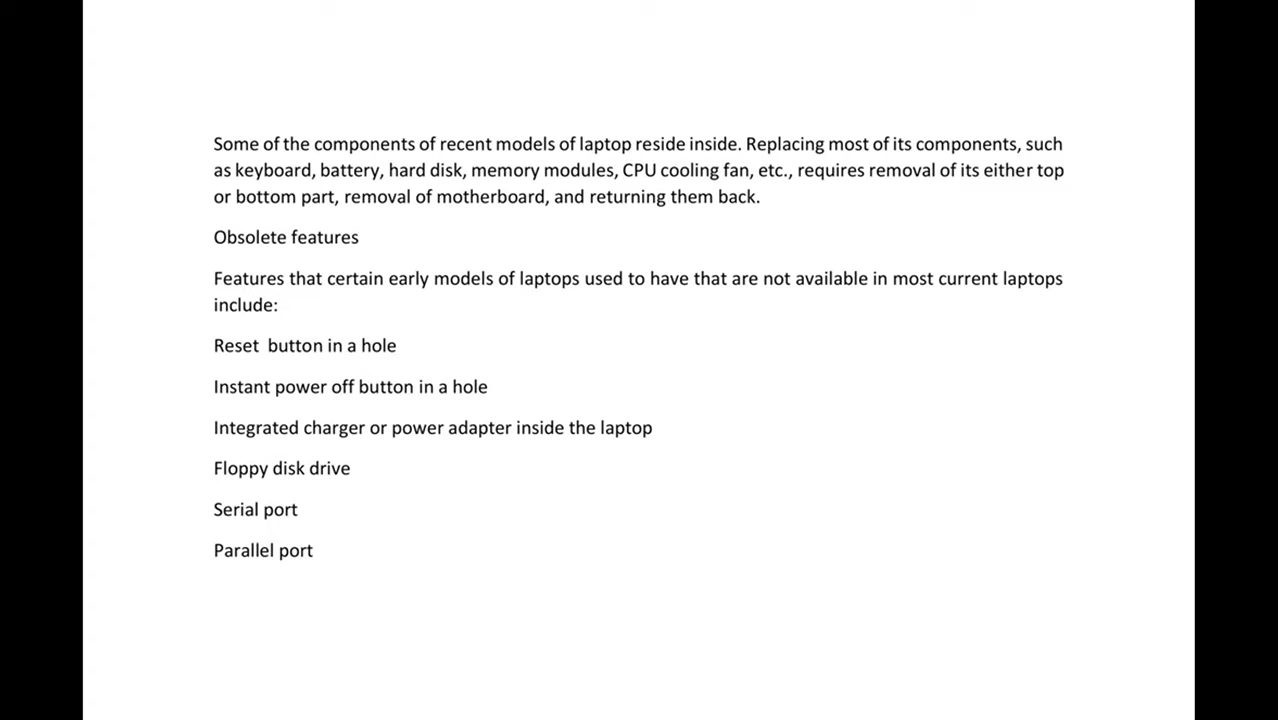 Some of the components of recent models of laptop reside inside. Replacing most of its components, such
as keyboard, battery, hard disk, memory modules, CPU cooling fan, etc., requires removal of its either top
or bottom part, removal of motherboard, and returning them back.
Obsolete features
Features that certain early models of laptops used to have that are not available in most current laptops
include:
Reset  button in a hole
Instant power off button in a hole
Integrated charger or power adapter inside the laptop
Floppy disk drive
Serial port
Parallel port